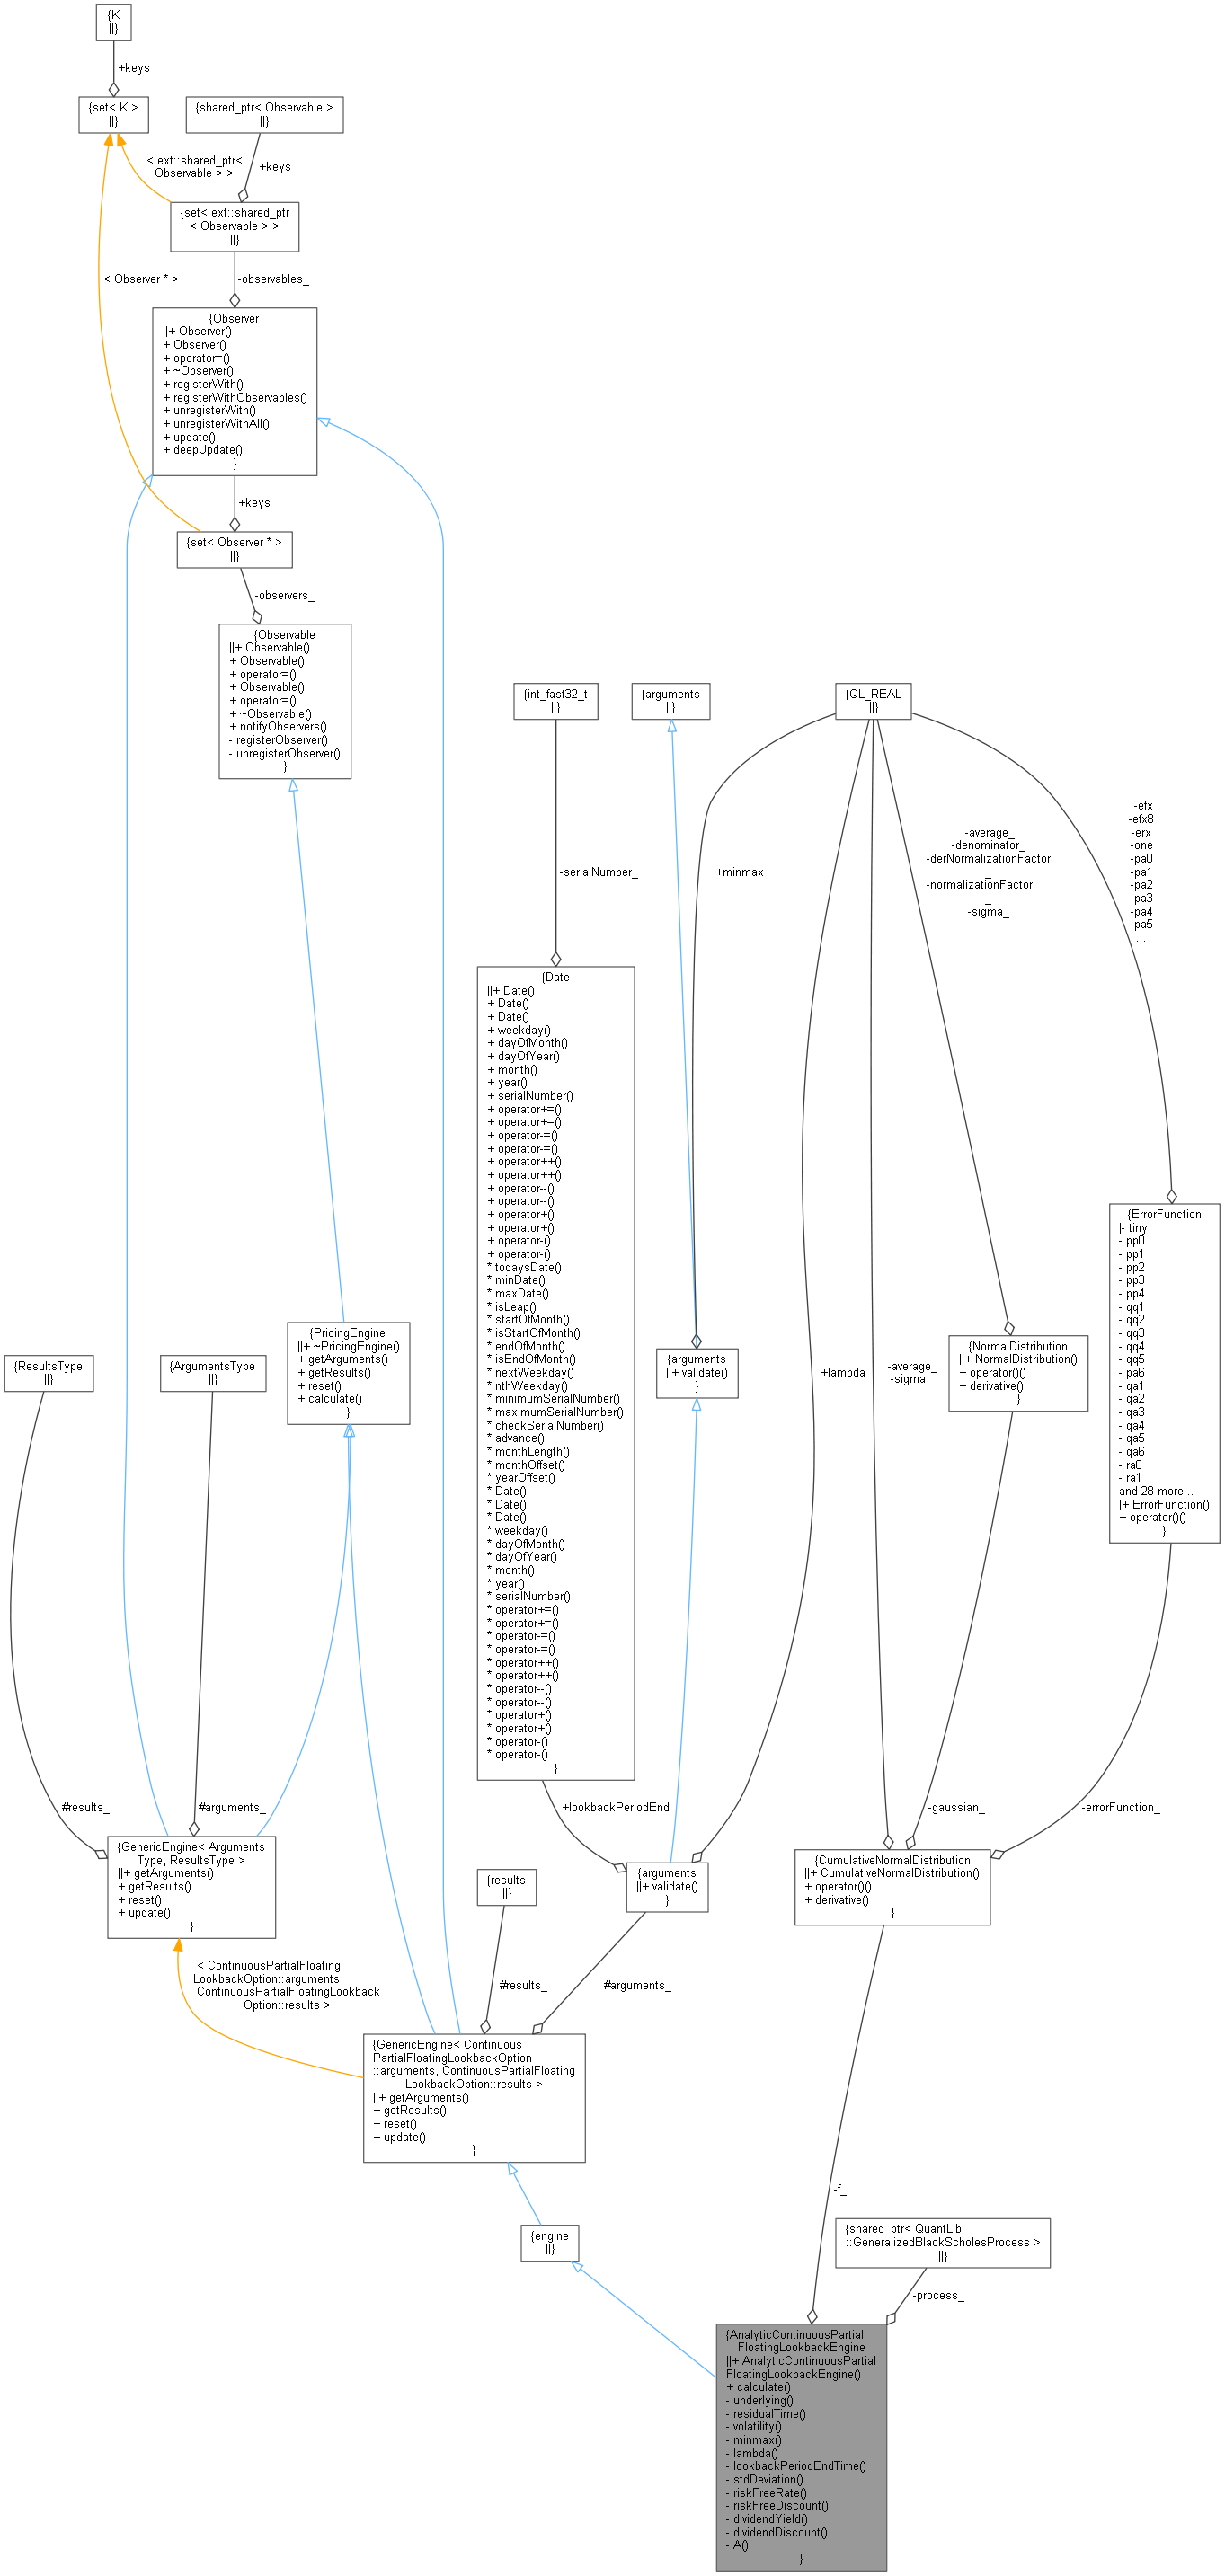 {K
||}
+keys
{set< K >
||}
{shared_ptr< Observable >
||}
< ext::shared_ptr<
Observable > >
+keys
{set< ext::shared_ptr
< Observable > >
||}
< Observer * >
-observables_
{Observer
||+ Observer()
+ Observer()
+ operator=()
+ ~Observer()
+ registerWith()
+ registerWithObservables()
+ unregisterWith()
+ unregisterWithAll()
+ update()
+ deepUpdate()
}
+keys
{set< Observer * >
||}
-observers_
{Observable
||+ Observable()
+ Observable()
+ operator=()
+ Observable()
+ operator=()
+ ~Observable()
+ notifyObservers()
- registerObserver()
- unregisterObserver()
}
{int_fast32_t
||}
{arguments
||}
{QL_REAL
||}
-serialNumber_
+minmax
-average_
-denominator_
-derNormalizationFactor
_
-normalizationFactor
_
-sigma_
-efx
-efx8
-erx
-one
-pa0
-pa1
-pa2
-pa3
-pa4
-pa5
...
{Date
||+ Date()
+ Date()
+ Date()
+ weekday()
+ dayOfMonth()
+ dayOfYear()
+ month()
+ year()
+ serialNumber()
+ operator+=()
+ operator+=()
+ operator-=()
+ operator-=()
+ operator++()
+ operator++()
+ operator--()
+ operator--()
+ operator+()
+ operator+()
+ operator-()
+ operator-()
* todaysDate()
* minDate()
* maxDate()
* isLeap()
* startOfMonth()
* isStartOfMonth()
* endOfMonth()
* isEndOfMonth()
* nextWeekday()
* nthWeekday()
* minimumSerialNumber()
* maximumSerialNumber()
* checkSerialNumber()
* advance()
* monthLength()
* monthOffset()
* yearOffset()
* Date()
* Date()
* Date()
* weekday()
* dayOfMonth()
* dayOfYear()
* month()
* year()
* serialNumber()
* operator+=()
* operator+=()
* operator-=()
* operator-=()
* operator++()
* operator++()
* operator--()
* operator--()
* operator+()
* operator+()
* operator-()
* operator-()
}
{ErrorFunction
|- tiny
- pp0
- pp1
- pp2
- pp3
- pp4
- qq1
- qq2
- qq3
- qq4
- qq5
- pa6
- qa1
- qa2
- qa3
- qa4
- qa5
- qa6
- ra0
- ra1
and 28 more...
|+ ErrorFunction()
+ operator()()
}
{PricingEngine
||+ ~PricingEngine()
+ getArguments()
+ getResults()
+ reset()
+ calculate()
}
{ResultsType
||}
{ArgumentsType
||}
{arguments
||+ validate()
}
+lambda
-average_
-sigma_
{NormalDistribution
||+ NormalDistribution()
+ operator()()
+ derivative()
}
#results_
#arguments_
+lookbackPeriodEnd
-gaussian_
-errorFunction_
{GenericEngine< Arguments
Type, ResultsType >
||+ getArguments()
+ getResults()
+ reset()
+ update()
}
{results
||}
{arguments
||+ validate()
}
{CumulativeNormalDistribution
||+ CumulativeNormalDistribution()
+ operator()()
+ derivative()
}
< ContinuousPartialFloating
LookbackOption::arguments,
ContinuousPartialFloatingLookback
Option::results >
#results_
#arguments_
{GenericEngine< Continuous
PartialFloatingLookbackOption
::arguments, ContinuousPartialFloating
LookbackOption::results >
||+ getArguments()
+ getResults()
+ reset()
+ update()
}
-f_
{engine
||}
{shared_ptr< QuantLib
::GeneralizedBlackScholesProcess >
||}
-process_
{AnalyticContinuousPartial
FloatingLookbackEngine
||+ AnalyticContinuousPartial
FloatingLookbackEngine()
+ calculate()
- underlying()
- residualTime()
- volatility()
- minmax()
- lambda()
- lookbackPeriodEndTime()
- stdDeviation()
- riskFreeRate()
- riskFreeDiscount()
- dividendYield()
- dividendDiscount()
- A()
}